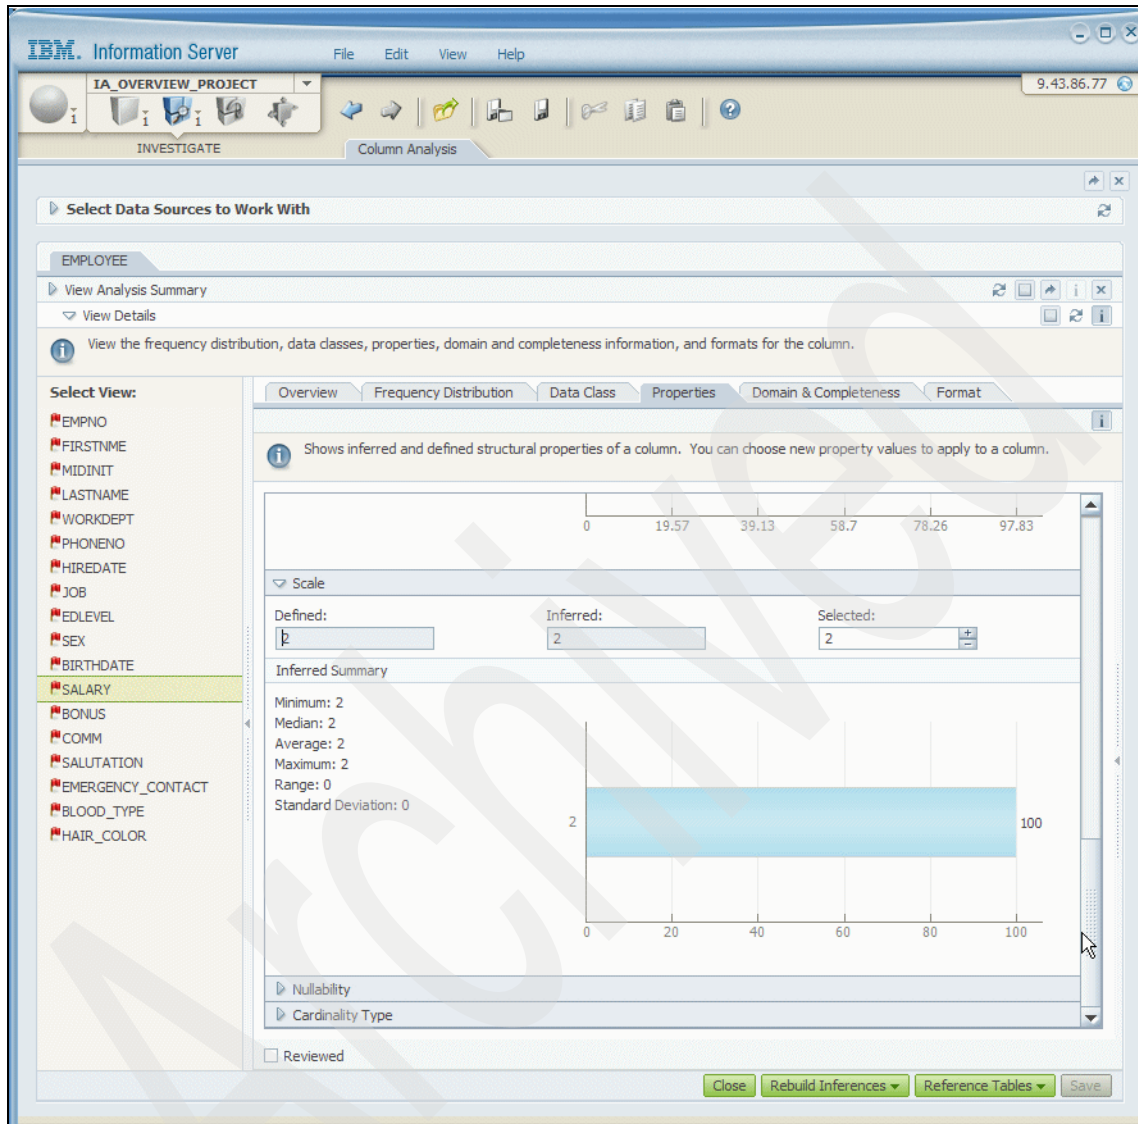 IBM. Information Server File Edit View Help
IA_OVERVIEW_PROJECT 9.43.86.77
INVESTIGATE Column Analysis
Select Data Sources to Work With
EMPLOYEE
View Analysis Summary
View Details
View the frequency distribution, data classes, properties, domain and completeness information, and formats for the column.
Select View:
EMPNO
FIRSTNME
MIDINIT
LASTNAME
WORKDEPT
PHONENO
HIREDATE
JOB
EDLEVEL
SEX
BIRTHDATE
SALARY
BONUS
COMM
SALUTATION
EMERGENCY_CONTACT
BLOOD_TYPE
HAIR_COLOR
Overview Frequency Distribution Data Class Properties Domain & Completeness Format
Shows inferred and defined structural properties of a column. You can choose new property values to apply to a column.
0 19.57 39.13 58.7 78.26 97.83
Scale
Defined: Inferred: Selected:
2 2 2
Inferred Summary
Minimum: 2
Median: 2
Average: 2
Maximum: 2
Range: 0
Standard Deviation: 0
2 100
0 20 40 60 80 100
Nullability
Cardinality Type
Reviewed
Close Rebuild Inferences Reference Tables Save
Archived